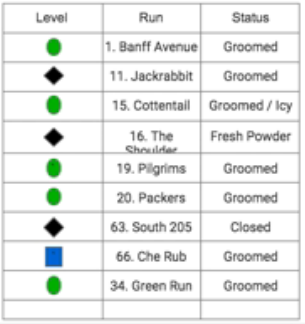 Level Run Status
1. Banff Avenue Groomed
11. Jackrabbit Groomed
15. Cottentail Groomed / Icy
16. The Fresh Powder
Shoulder
19. Pilgrims Groomed
20. Packers Groomed
63. South 205 Closed
66. Che Rub Groomed
34. Green Run Groomed